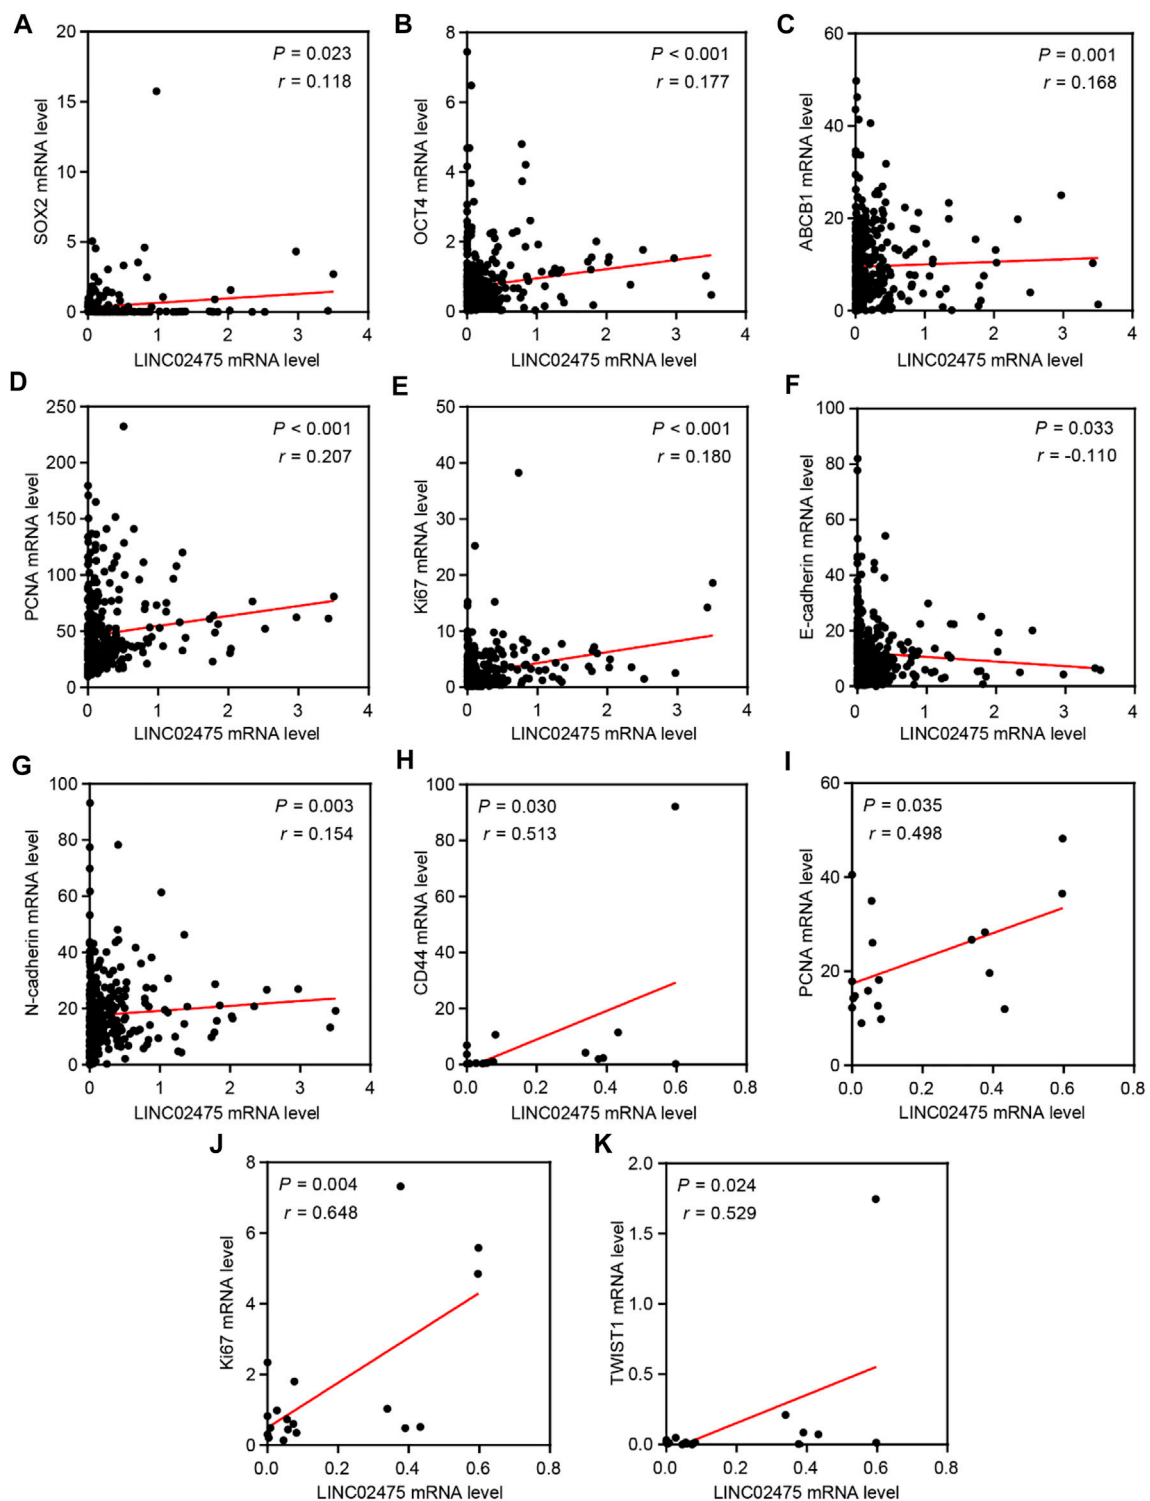 A
SOX2 mRNA level
20
15
10
5
0
P = 0.023
r = 0.118
0 1 2 3 4
LINC02475 mRNA level
B
OCT4 mRNA level
8
6
4
2
0
P < 0.001
r = 0.177
0 1 2 3 4
LINC02475 mRNA level
C
ABCB1 mRNA level
60
40
20
0
P = 0.001
r = 0.168
0 1 2 3 4
LINC02475 mRNA level
D
PCNA mRNA level
250
200
150
100
50
0
P < 0.001
r = 0.207
0 1 2 3 4
LINC02475 mRNA level
E
Ki67 mRNA level
50
40
30
20
10
0
P < 0.001
r = 0.180
0 1 2 3 4
LINC02475 mRNA level
F
E-cadherin mRNA level
100
80
60
40
20
0
P = 0.033
r = -0.110
0 1 2 3 4
LINC02475 mRNA level
G
N-cadherin mRNA level
100
80
60
40
20
0
P = 0.003
r = 0.154
0 1 2 3 4
LINC02475 mRNA level
H
CD44 mRNA level
100
80
60
40
20
0
P = 0.030
r = 0.513
0.0 0.2 0.4 0.6 0.8
LINC02475 mRNA level
I
PCNA mRNA level
60
40
20
0
P = 0.035
r = 0.498
0.0 0.2 0.4 0.6 0.8
LINC02475 mRNA level
J
Ki67 mRNA level
8
6
4
2
0
P = 0.004
r = 0.648
0.0 0.2 0.4 0.6 0.8
LINC02475 mRNA level
K
TWIST1 mRNA level
2.0
1.5
1.0
0.5
0.0
P = 0.024
r = 0.529
0.0 0.2 0.4 0.6 0.8
LINC02475 mRNA level